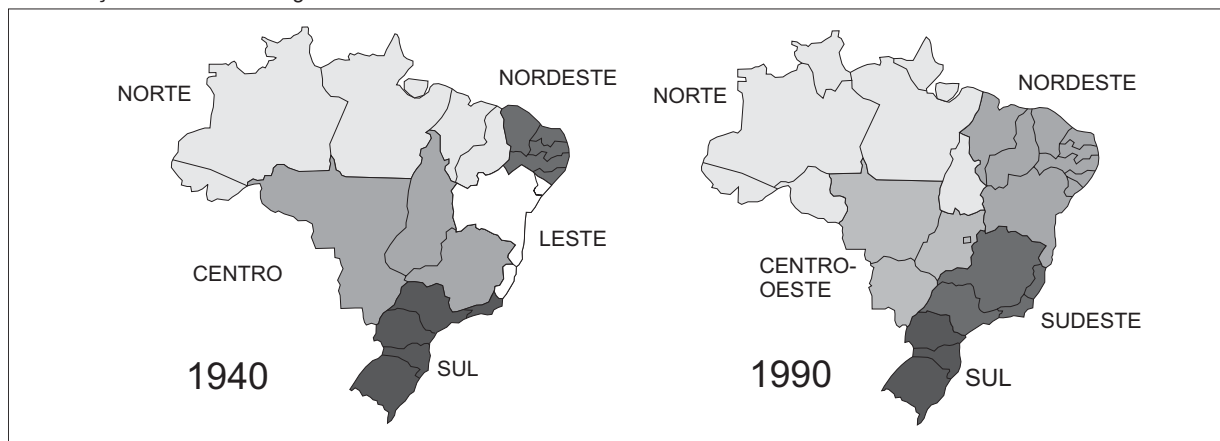 NORTE
NORDESTE
LESTE
CENTRO
SUL
1940
NORTE
NORDESTE
CENTRO-
OESTE
SUDESTE
SUL
1990